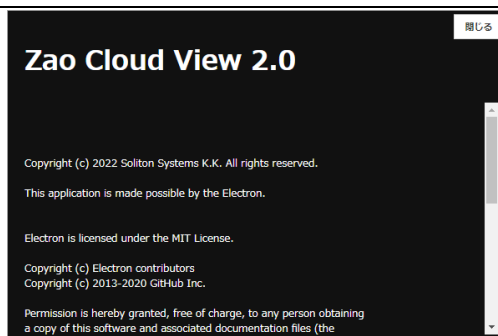 閉じる
Zao Cloud View 2.0
Copyright (c) 2022 Soliton Systems K.K. All rights reserved.
This application is made possible by the Electron.
Electron is licensed under the MIT License.
Copyright (c) Electron contributors
Copyright (c) 2013-2020 GitHub Inc.
Permission is hereby granted, free of charge, to any person obtaining
a copy of this software and associated documentation files (the